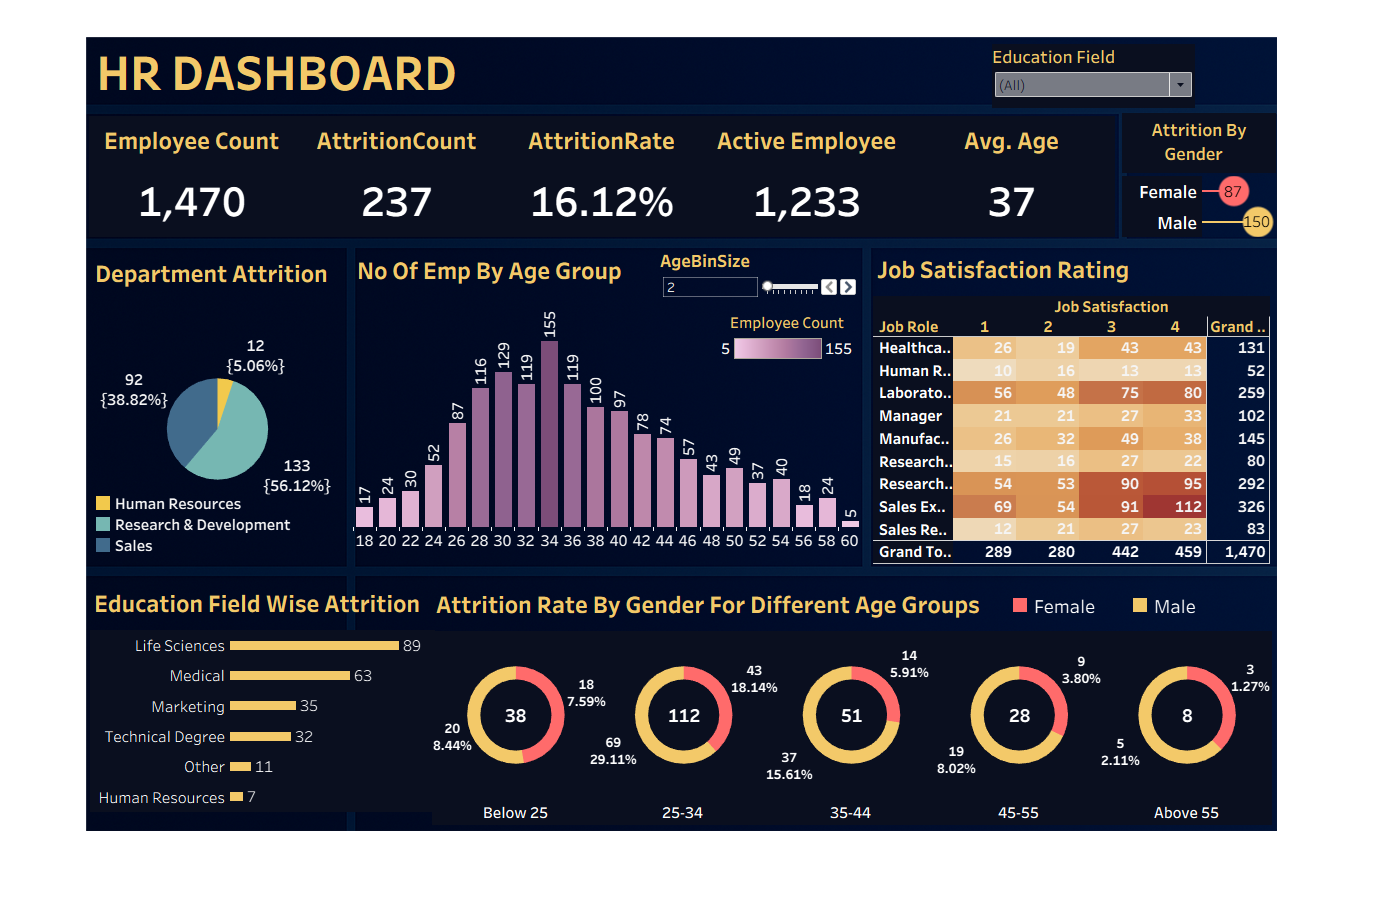 HR DASHBOARD
Education Field
(All)
Employee Count
1,470
AttritionCount
237
AttritionRate
16.12%
Active Employee
1,233
Avg. Age
37
Attrition By
Gender
Female 87
Male 150
Department Attrition
12
{5.06%}
92
{38.82%}
133
{56.12%}
Human Resources
Research & Development
Sales
No Of Emp By Age Group
AgeBinSize
2
Employee Count
5 155
17 24 30 52 87 116 129 119 155 119 100 97 78 74 57 43 49 37 40 18 24 5
18 20 22 24 26 28 30 32 34 36 38 40 42 44 46 48 50 52 54 56 58 60
Job Satisfaction Rating
Job Satisfaction
Job Role 1 2 3 4 Grand ..
Healthca.. 26 19 43 43 131
Human R.. 10 16 13 13 52
Laborato.. 56 48 75 80 259
Manager 21 21 27 33 102
Manufac.. 26 32 49 38 145
Research.. 15 16 27 22 80
Research.. 54 53 90 95 292
Sales Ex.. 69 54 91 112 326
Sales Re.. 12 21 27 23 83
Grand To.. 289 280 442 459 1,470
Education Field Wise Attrition
Life Sciences 89
Medical 63
Marketing 35
Technical Degree 32
Other 11
Human Resources 7
Attrition Rate By Gender For Different Age Groups
Female
Male
18
7.59%
38
20
8.44%
Below 25
43
18.14%
112
69
29.11%
25-34
14
5.91%
51
37
15.61%
35-44
9
3.80%
28
19
8.02%
45-55
3
1.27%
8
5
2.11%
Above 55